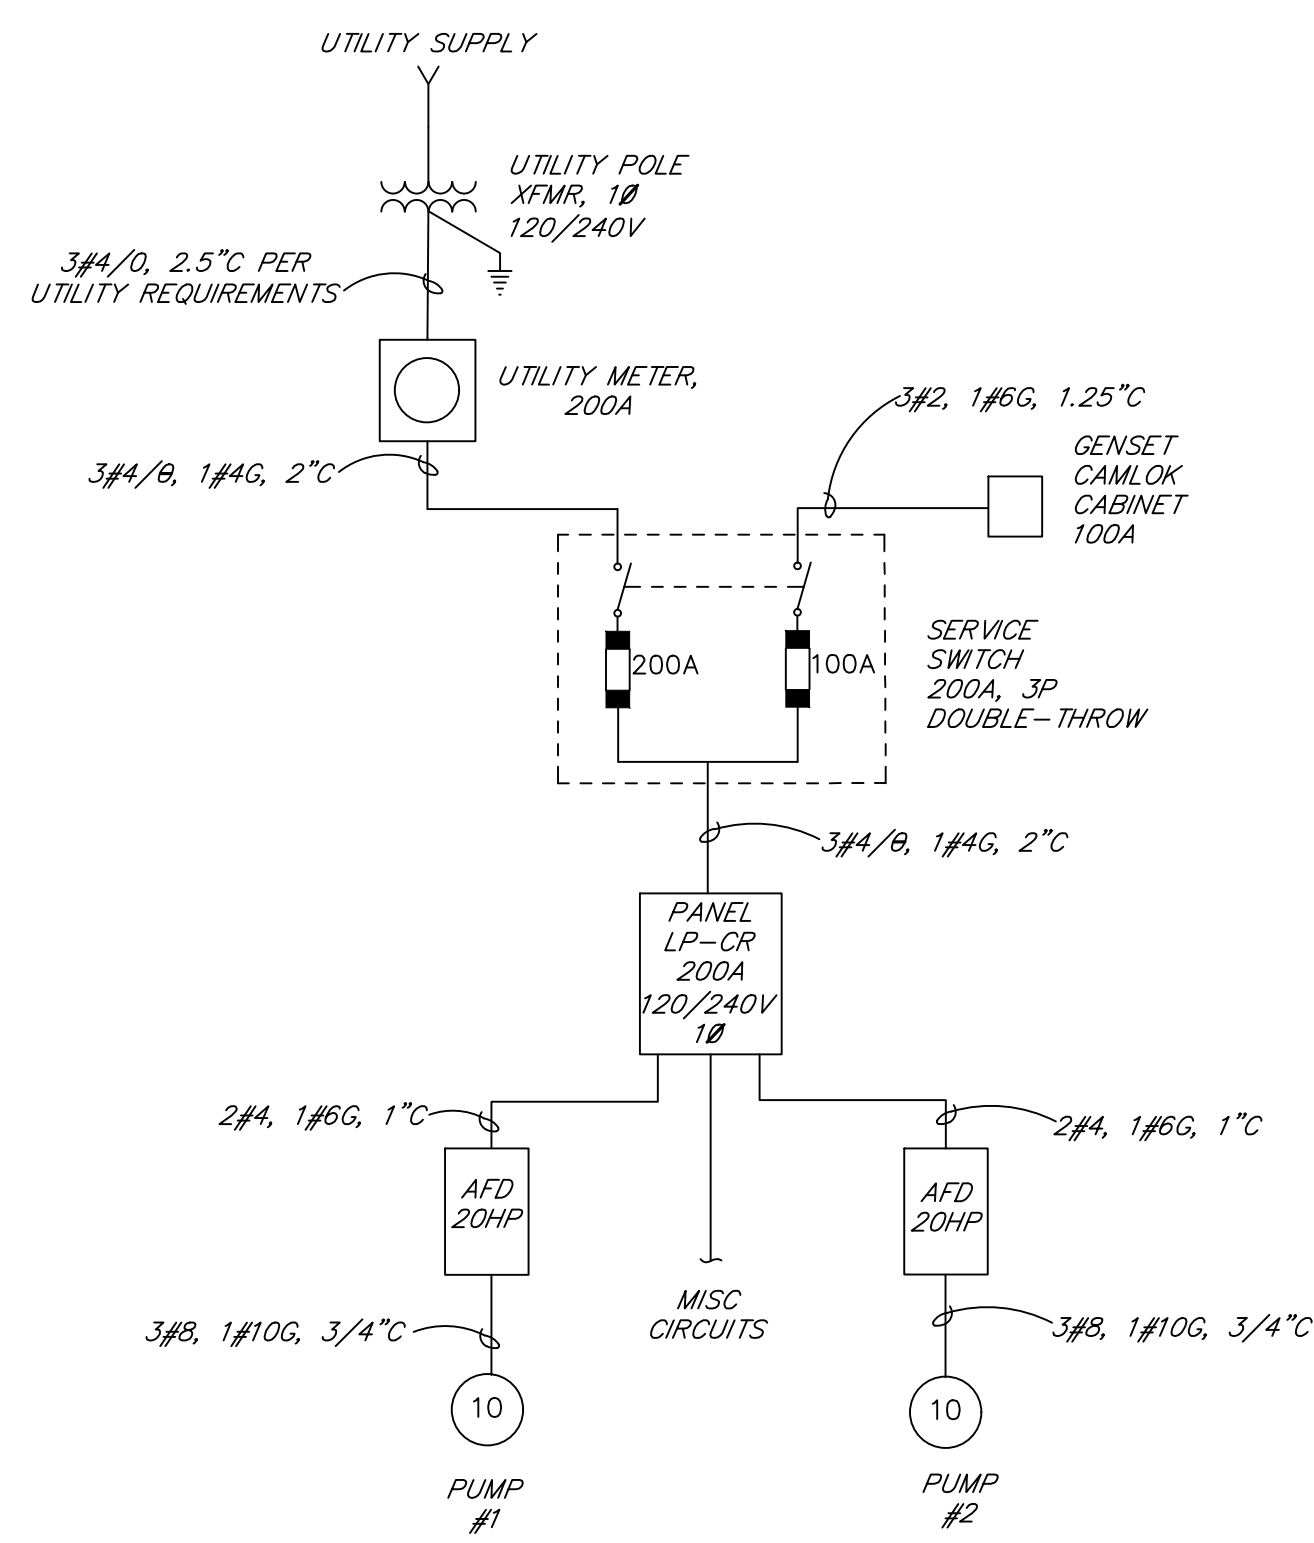 UTILITY SUPPLY
UTILITY POLE
XFMR, 1Ø
120/240V
3#4/0, 2.5"C PER
UTILITY REQUIREMENTS
UTILITY METER,
200A
3#4/0, 1#4G, 2"C
3#2, 1#6G, 1.25"C
GENSET
CAMLOK
CABINET
100A
200A
100A
SERVICE
SWITCH
200A, 3P
DOUBLE-THROW
3#4/0, 1#4G, 2"C
PANEL
LP-CR
200A
120/240V
1Ø
2#4, 1#6G, 1"C
2#4, 1#6G, 1"C
AFD
20HP
AFD
20HP
MISC
CIRCUITS
3#8, 1#10G, 3/4"C
3#8, 1#10G, 3/4"C
10
10
PUMP
#1
PUMP
#2